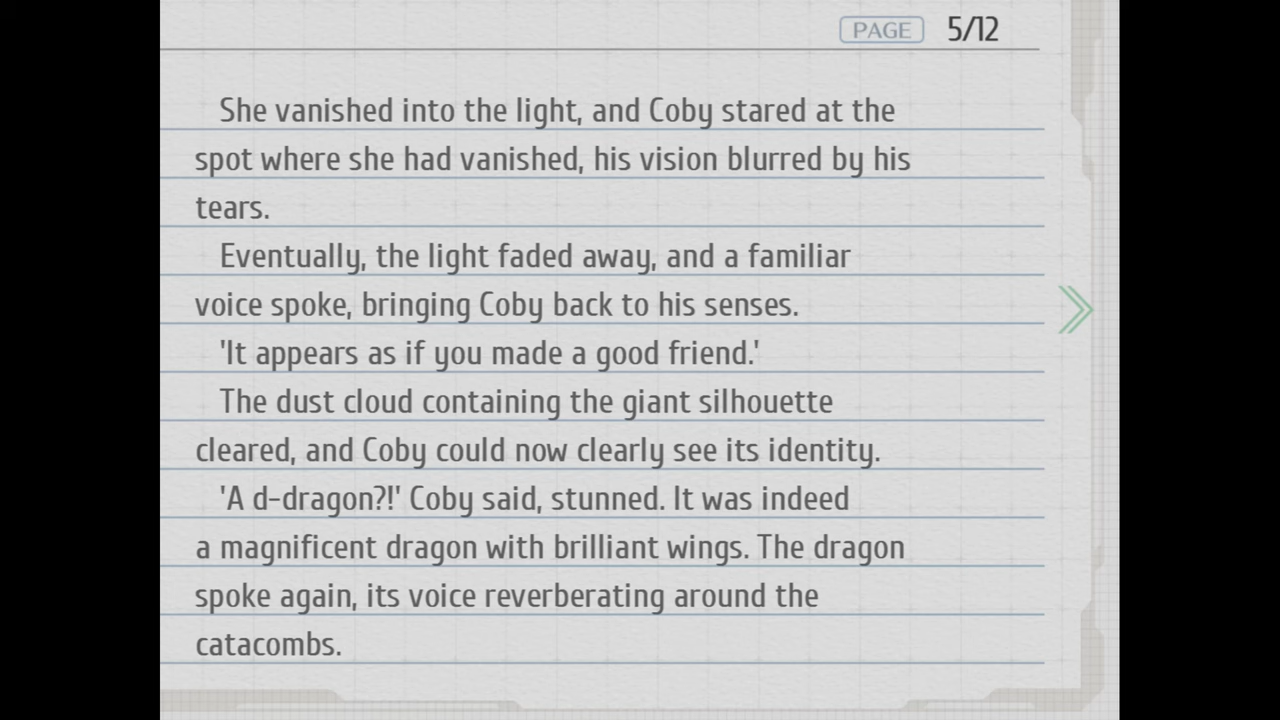 PAGE 5/12
She vanished into the light, and Coby stared at the
spot where she had vanished, his vision blurred by his
tears.
Eventually, the light faded away, and a familiar
voice spoke, bringing Coby back to his senses.
'It appears as if you made a good friend.'
The dust cloud containing the giant silhouette
cleared, and Coby could now clearly see its identity.
'A d-dragon?!' Coby said, stunned. It was indeed
a magnificent dragon with brilliant wings. The dragon
spoke again, its voice reverberating around the
catacombs.